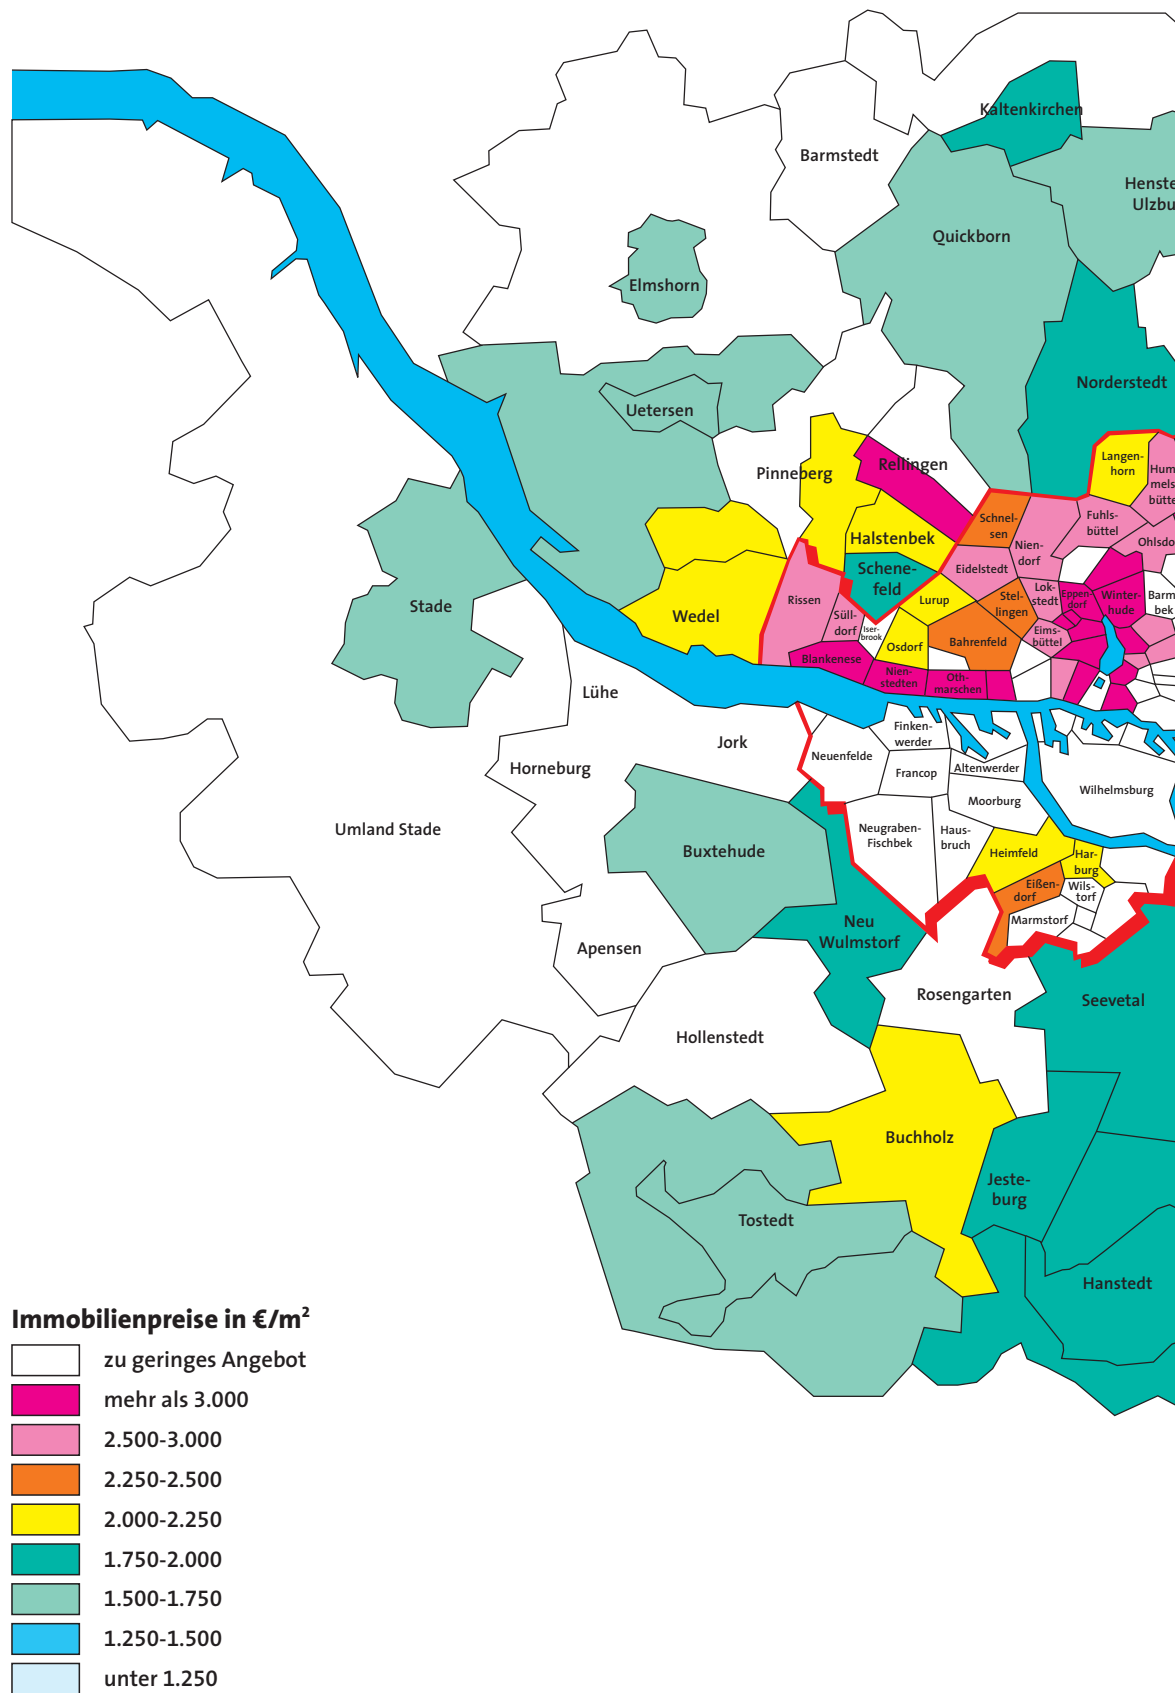 Kaltenkirchen
Barmstedt
Henste
Ulzbu
Quickborn
Elmshorn
Norderstedt
Uetersen
Langen-
horn
Hum
mels
bütte
Pinneberg
Rellingen
Schnel-
sen
Fuhls-
büttel
Halstenbek
Nien-
dorf
Ohlsdo
Eidelstedt
Schene-
feld
Stade
Rissen
Lurup
Stel-
lingen
Lok-
stedt
Eppen-
dorf
Winter-
hude
Barm
bek
Wedel
Süll-
dorf
Iser-
brook
Osdorf
Bahrenfeld
Eims-
büttel
Blankenese
Nien-
stedten
Oth-
marschen
Lühe
Finken-
werder
Jork
Neuenfelde
Horneburg
Francop
Altenwerder
Wilhelmsburg
Moorburg
Umland Stade
Neugraben-
Fischbek
Haus-
bruch
Buxtehude
Heimfeld
Har-
burg
Eißen-
dorf
Wils-
torf
Neu
Wulmstorf
Marmstorf
Apensen
Rosengarten
Seevetal
Hollenstedt
Buchholz
Jeste-
burg
Tostedt
Hanstedt
Immobilienpreise in €/m²
zu geringes Angebot
mehr als 3.000
2.500-3.000
2.250-2.500
2.000-2.250
1.750-2.000
1.500-1.750
1.250-1.500
unter 1.250